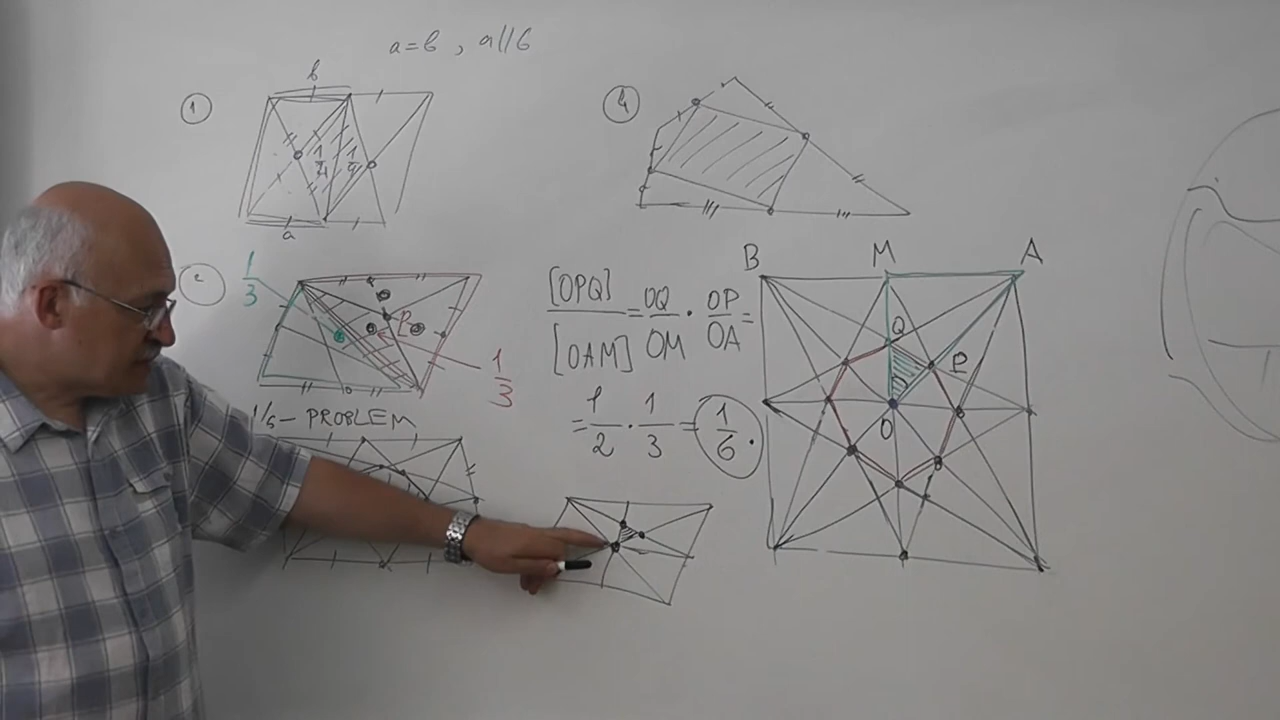 a=b, a//b
1
b
1/4 1/4
a
2
1/3
P
1/3
1/6-PROBLEM
4
B M A
[OPQ]/[OAM] = OQ/OM · OP/OA =
= 1/2 · 1/3 = 1/6.
Q
P
O